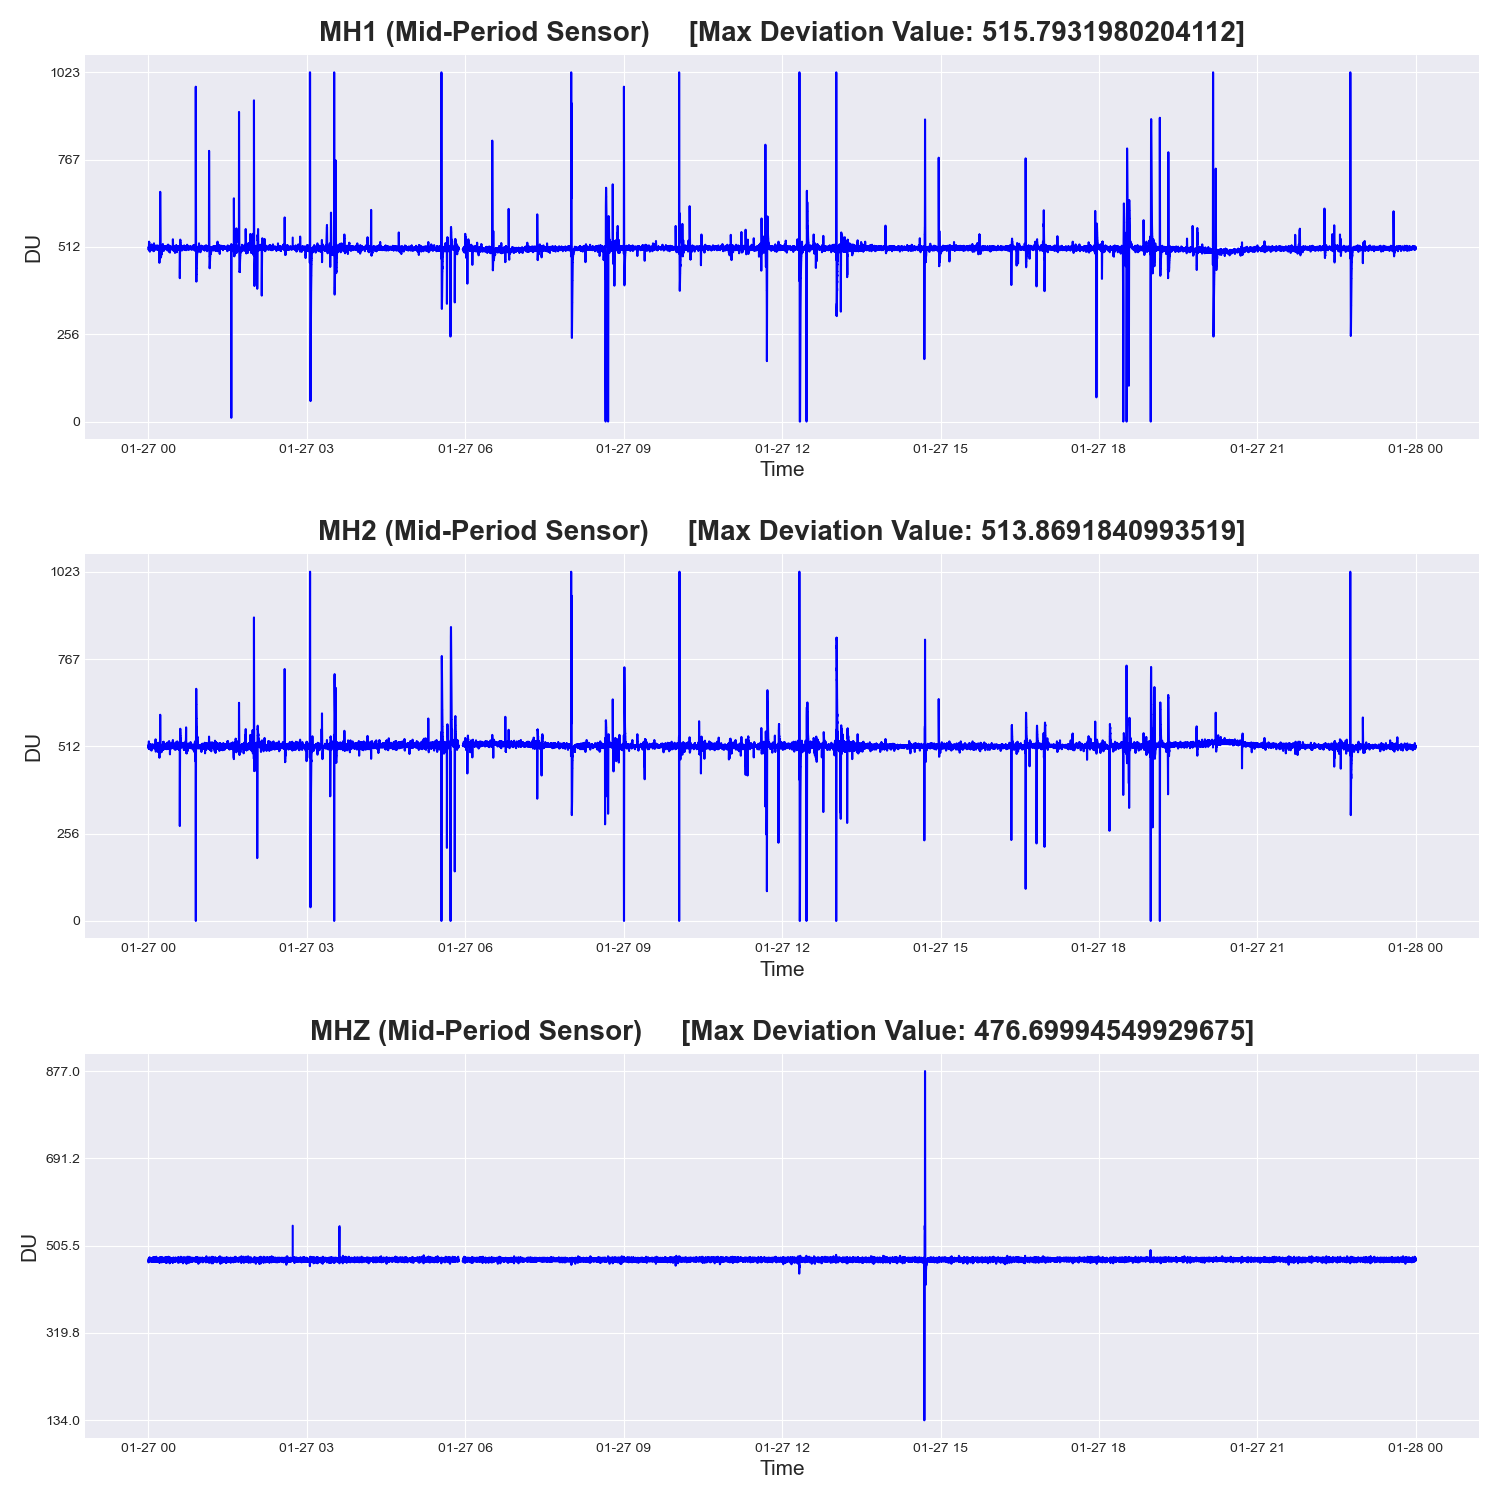 MH1 (Mid-Period Sensor) [Max Deviation Value: 515.7931980204112]
1023
767
512
256
0
DU
01-27 00 01-27 03 01-27 06 01-27 09 01-27 12 01-27 15 01-27 18 01-27 21 01-28 00
Time
MH2 (Mid-Period Sensor) [Max Deviation Value: 513.8691840993519]
1023
767
512
256
0
DU
01-27 00 01-27 03 01-27 06 01-27 09 01-27 12 01-27 15 01-27 18 01-27 21 01-28 00
Time
MHZ (Mid-Period Sensor) [Max Deviation Value: 476.69994549929675]
877.0
691.2
505.5
319.8
134.0
DU
01-27 00 01-27 03 01-27 06 01-27 09 01-27 12 01-27 15 01-27 18 01-27 21 01-28 00
Time